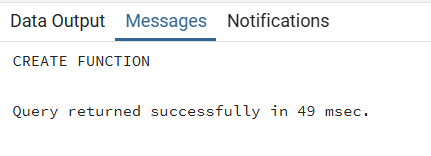 Data Output Messages Notifications
CREATE FUNCTION
Query returned successfully in 49 msec.